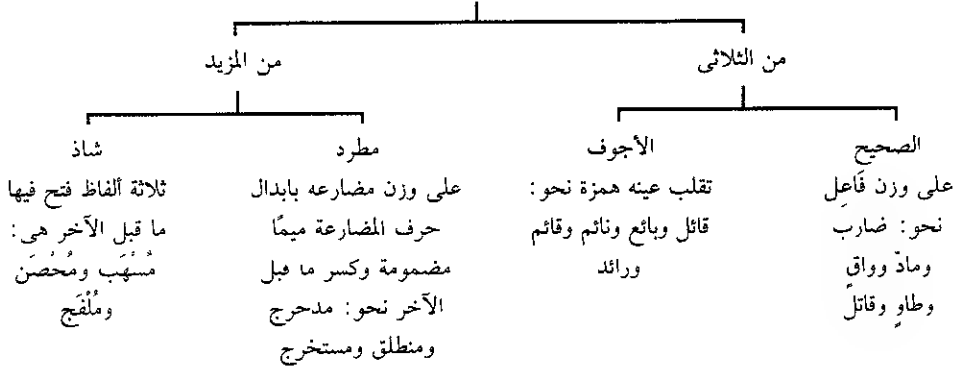 من الثلاثى
من المزيد
الصحيح
على وزن فَاعِل
نحو: ضارب
ومادّ وواقٍ
وطاوٍ وقاتل
الأجوف
تقلب عينه همزة نحو:
قائل وبائع ونائم وقائم
ورائد
مطرد
على وزن مضارعه بابدال
حرف المضارعة ميمًا
مضمومة وكسر ما قبل
الآخر نحو: مدحرج
ومنطلق ومستخرج
شاذ
ثلاثة ألفاظ فتح فيها
ما قبل الآخر هى:
مُسْهَب ومُحْصَن
ومُلْفَج